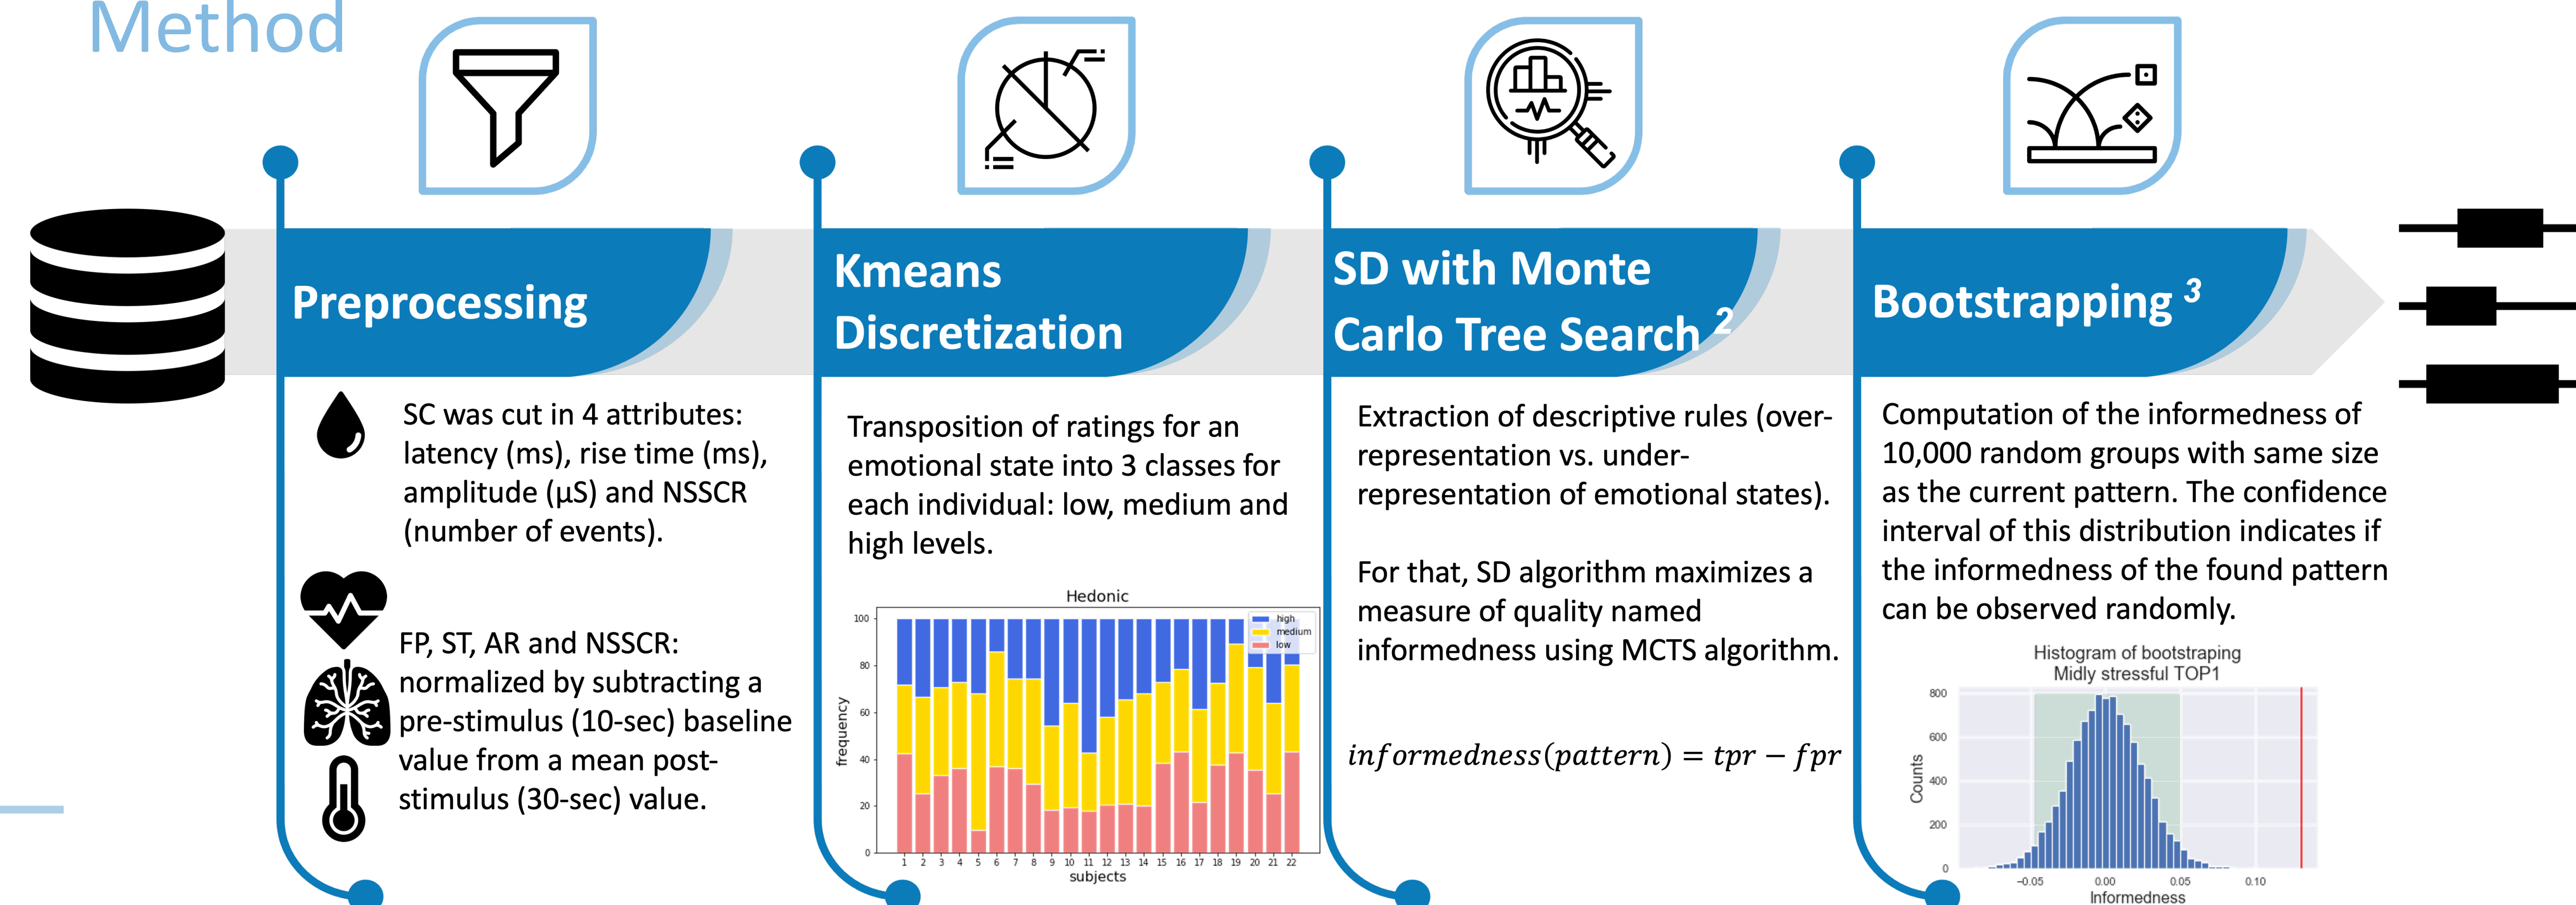 Method
Preprocessing
SC was cut in 4 attributes:
latency (ms), rise time (ms),
amplitude (µS) and NSSCR
(number of events).
FP, ST, AR and NSSCR:
normalized by subtracting a
pre-stimulus (10-sec) baseline
value from a mean post-
stimulus (30-sec) value.
Kmeans
Discretization
Transposition of ratings for an
emotional state into 3 classes for
each individual: low, medium and
high levels.
Hedonic
high
medium
low
100
80
60
40
20
0
frequency
1 2 3 4 5 6 7 8 9 10 11 12 13 14 15 16 17 18 19 20 21 22
subjects
SD with Monte
Carlo Tree Search 2
Extraction of descriptive rules (over-
representation vs. under-
representation of emotional states).
For that, SD algorithm maximizes a
measure of quality named
informedness using MCTS algorithm.
informedness(pattern) = tpr − fpr
Bootstrapping 3
Computation of the informedness of
10,000 random groups with same size
as the current pattern. The confidence
interval of this distribution indicates if
the informedness of the found pattern
can be observed randomly.
Histogram of bootstraping
Midly stressful TOP1
800
600
400
200
0
Counts
−0.05 0.00 0.05 0.10
Informedness